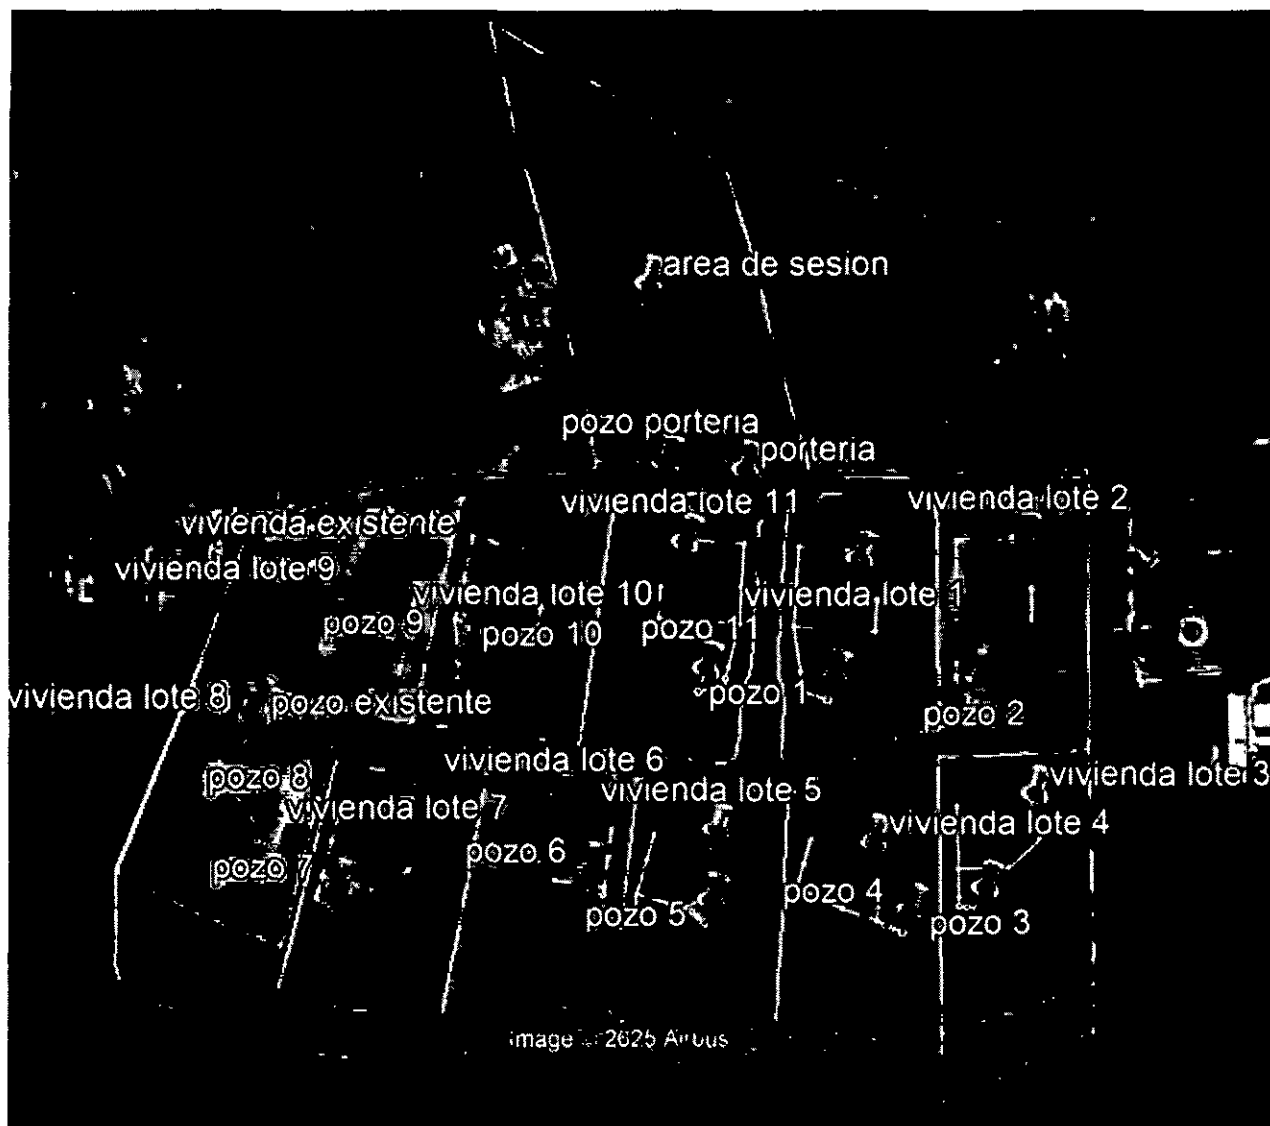 area de sesion
pozo porteria
porteria
vivienda lote 11
vivienda lote 2
vivienda existente
vivienda lote 9
vivienda lote 10
vivienda lote 1
pozo 9
pozo 10
pozo 11
vivienda lote 8
pozo existente
pozo 1
pozo 2
vivienda lote 6
vivienda lote 5
vivienda lote 3
pozo 8
vivienda lote 7
vivienda lote 4
pozo 6
pozo 7
pozo 4
pozo 5
pozo 3
Image © 2025 Airbus